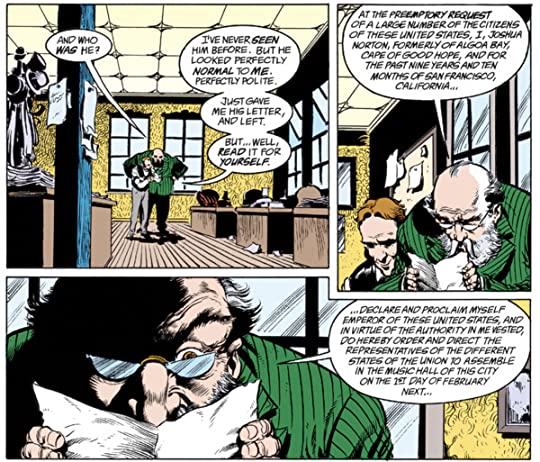 AND WHO
WAS HE?
I'VE NEVER SEEN
HIM BEFORE. BUT HE
LOOKED PERFECTLY
NORMAL TO ME.
PERFECTLY POLITE.
JUST GAVE
ME HIS LETTER,
AND LEFT.
BUT... WELL,
READ IT FOR
YOURSELF.
AT THE PREEMPTORY REQUEST
OF A LARGE NUMBER OF THE CITIZENS
OF THESE UNITED STATES, I, JOSHUA
NORTON, FORMERLY OF ALGOA BAY,
CAPE OF GOOD HOPE, AND FOR
THE PAST NINE YEARS AND TEN
MONTHS OF SAN FRANCISCO,
CALIFORNIA...
...DECLARE AND PROCLAIM MYSELF
EMPEROR OF THESE UNITED STATES, AND
IN VIRTUE OF THE AUTHORITY IN ME VESTED,
DO HEREBY ORDER AND DIRECT THE
REPRESENTATIVES OF THE DIFFERENT
STATES OF THE UNION TO ASSEMBLE
IN THE MUSIC HALL OF THIS CITY
ON THE 1ST DAY OF FEBRUARY
NEXT...